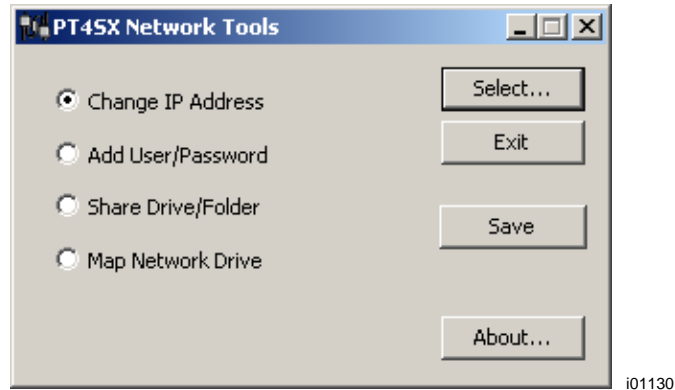 PT4SX Network Tools
Change IP Address
Select...
Add User/Password
Exit
Share Drive/Folder
Save
Map Network Drive
About...
i01130